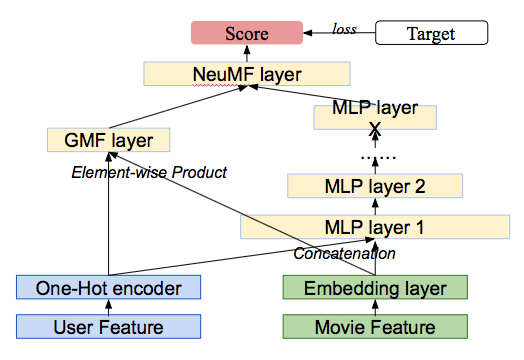 Score
loss
Target
NeuMF layer
MLP layer
X
GMF layer
......
Element-wise Product
MLP layer 2
MLP layer 1
Concatenation
One-Hot encoder
Embedding layer
User Feature
Movie Feature